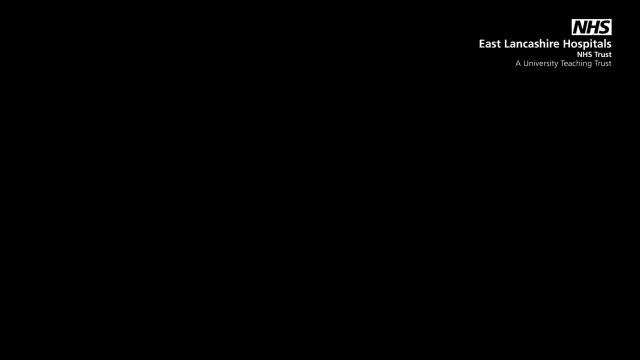 NHS
East Lancashire Hospitals
NHS Trust
A University Teaching Trust